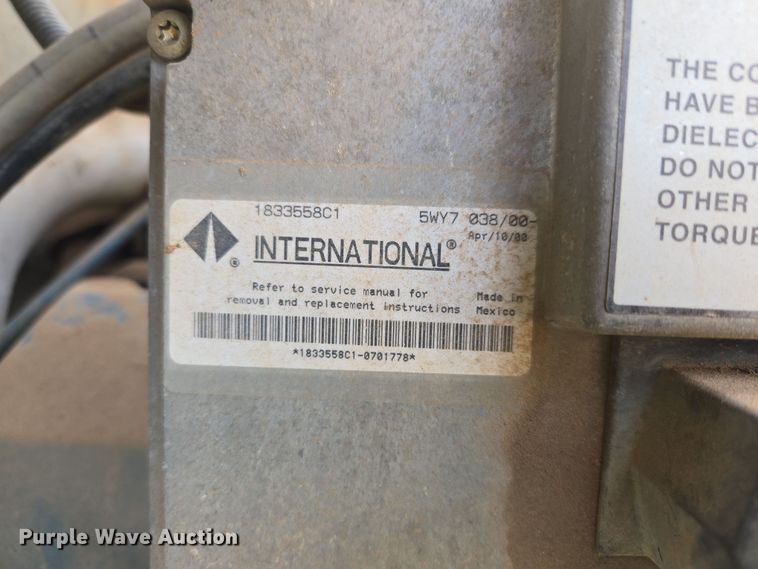 1833558C1 5WY7 038/00-
Apr/10/00
® INTERNATIONAL®
Refer to service manual for
removal and replacement instructions
Made in
Mexico
*1833558C1-0701778*
THE CO
HAVE B
DIELEC
DO NOT
OTHER
TORQUE
Purple Wave Auction